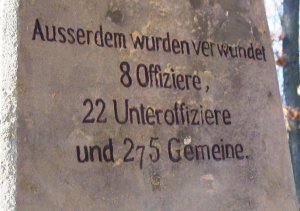 Ausserdem wurden verwundet
8 Offiziere,
22 Unteroffiziere
und 275 Gemeine.